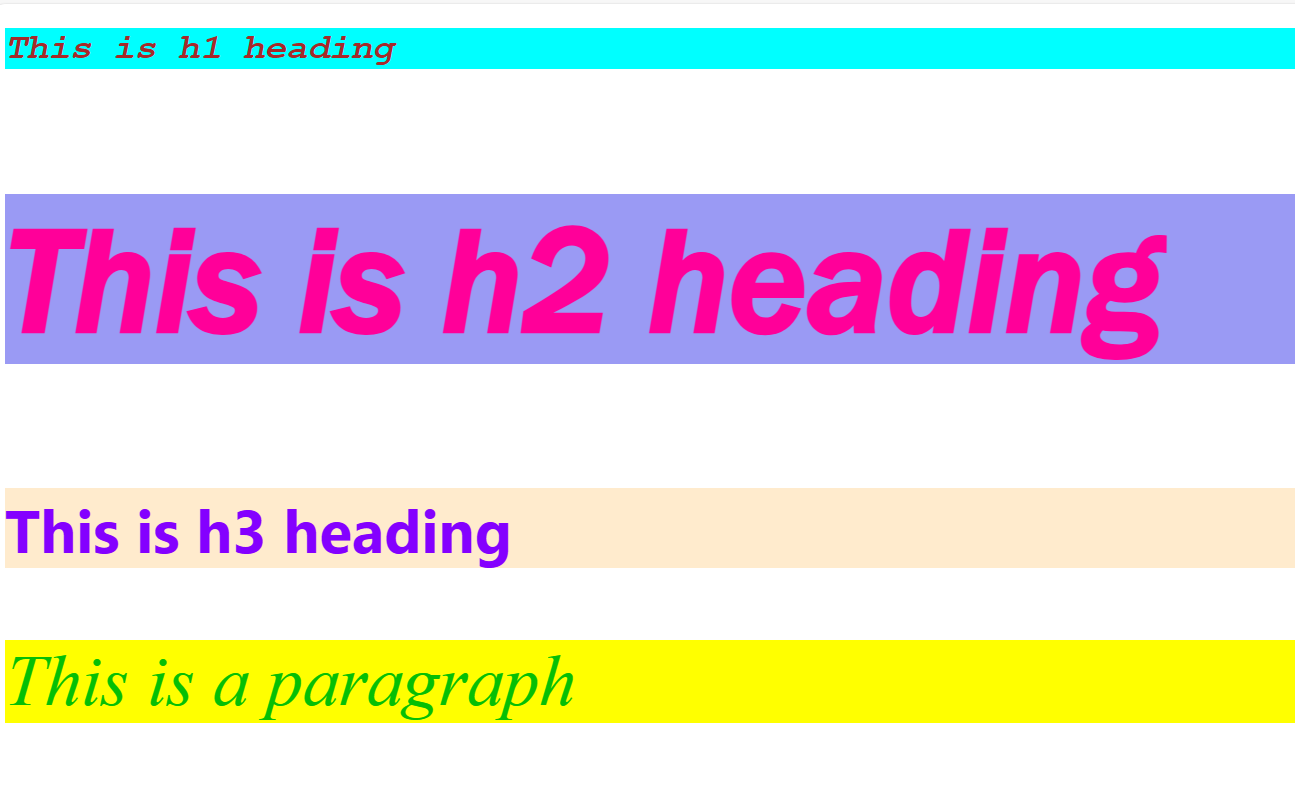 This is h1 heading
This is h2 heading
This is h3 heading
This is a paragraph